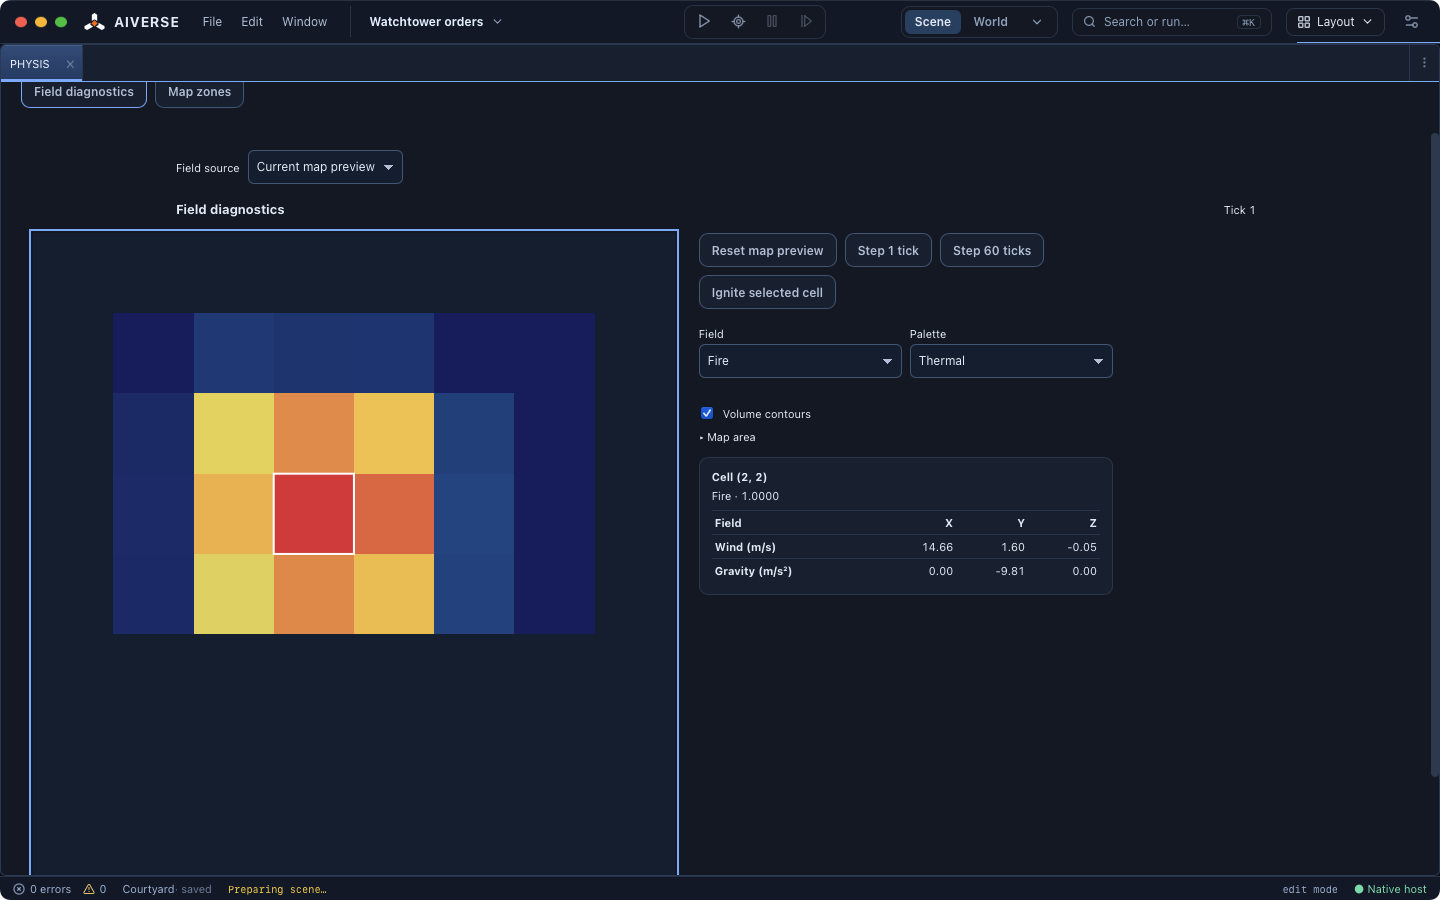 AIVERSE File Edit Window Watchtower orders Scene World Search or run... ⌘K Layout
PHYSIS
Field diagnostics Map zones
Field source Current map preview
Field diagnostics Tick 1
Reset map preview Step 1 tick Step 60 ticks
Ignite selected cell
Field Palette
Fire Thermal
Volume contours
Map area
Cell (2, 2)
Fire · 1.0000
Field X Y Z
Wind (m/s) 14.66 1.60 -0.05
Gravity (m/s²) 0.00 -9.81 0.00
0 errors 0 Courtyard · saved Preparing scene… edit mode Native host